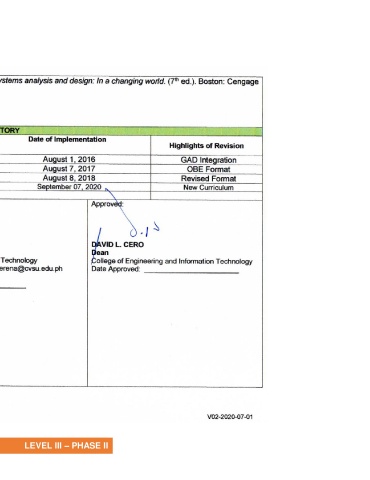 ystems analysis and design: In a changing world. (7th ed.). Boston: Cengage
TORY
Date of Implementation
Highlights of Revision
August 1, 2016
GAD Integration
August 7, 2017
OBE Format
August 8, 2018
Revised Format
September 07, 2020
New Curriculum
Approved:
DAVID L. CERO
Dean
Technology
College of Engineering and Information Technology
erena@cvsu.edu.ph
Date Approved:
V02-2020-07-01
LEVEL III – PHASE II